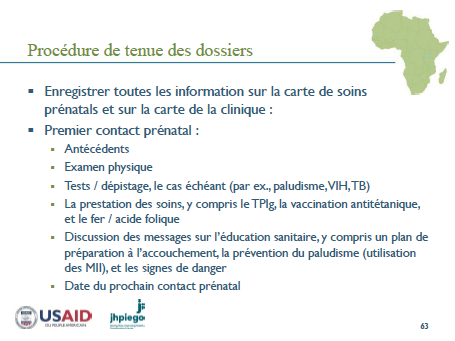 Procédure de tenue des dossiers
▪ Enregistrer toutes les information sur la carte de soins
prénatals et sur la carte de la clinique :
▪ Premier contact prénatal :
▪ Antécédents
▪ Examen physique
▪ Tests / dépistage, le cas échéant (par ex., paludisme, VIH, TB)
▪ La prestation des soins, y compris le TPIg, la vaccination antitétanique,
et le fer / acide folique
▪ Discussion des messages sur l'éducation sanitaire, y compris un plan de
préparation à l'accouchement, la prévention du paludisme (utilisation
des MII), et les signes de danger
▪ Date du prochain contact prénatal
USAID
jhpiego
63